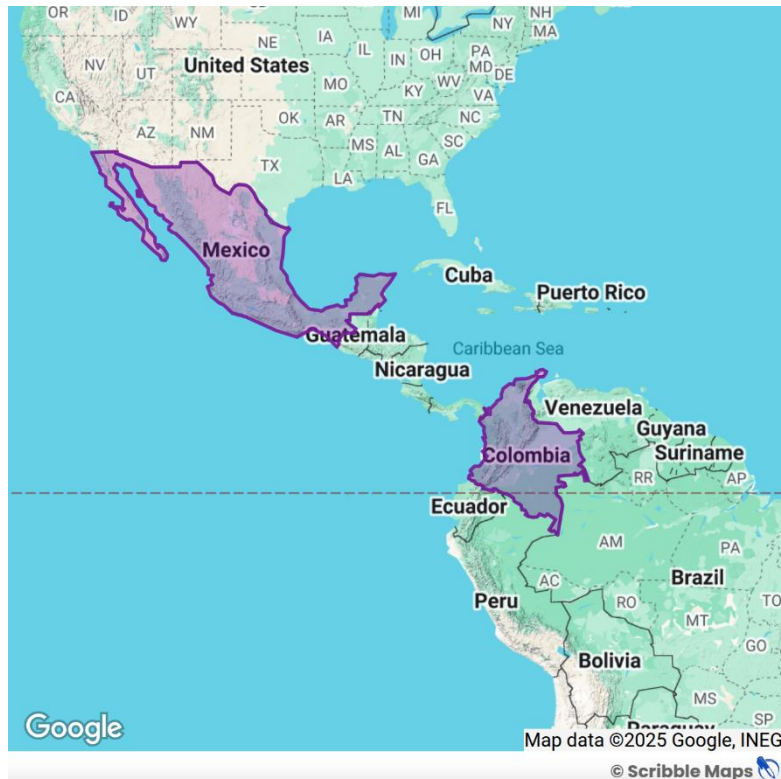 OR
ID
WY
MI
NY
NH
MA
NE
IA
IL
IN
OH
PA
MD
DE
NV
UT
United States
MO
KY
WV
VA
CA
AZ
NM
OK
AR
TN
NC
MS
AL
GA
SC
TX
LA
FL
Mexico
Cuba
Puerto Rico
Guatemala
Caribbean Sea
Nicaragua
Venezuela
Guyana
Colombia
Suriname
RR
AP
Ecuador
AM
PA
AC
Brazil
Peru
RO
TO
MT
GO
Bolivia
MS
SP
Paraguay
Google
Map data ©2025 Google, INEG
© Scribble Maps